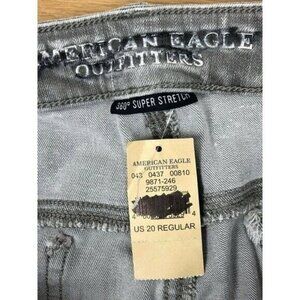 AMERICAN EAGLE
OUTFITTERS
360° SUPER STRETCH
AMERICAN EAGLE
OUTFITTERS
043 0437 00810
9871-246
25575929
US 20 REGULAR